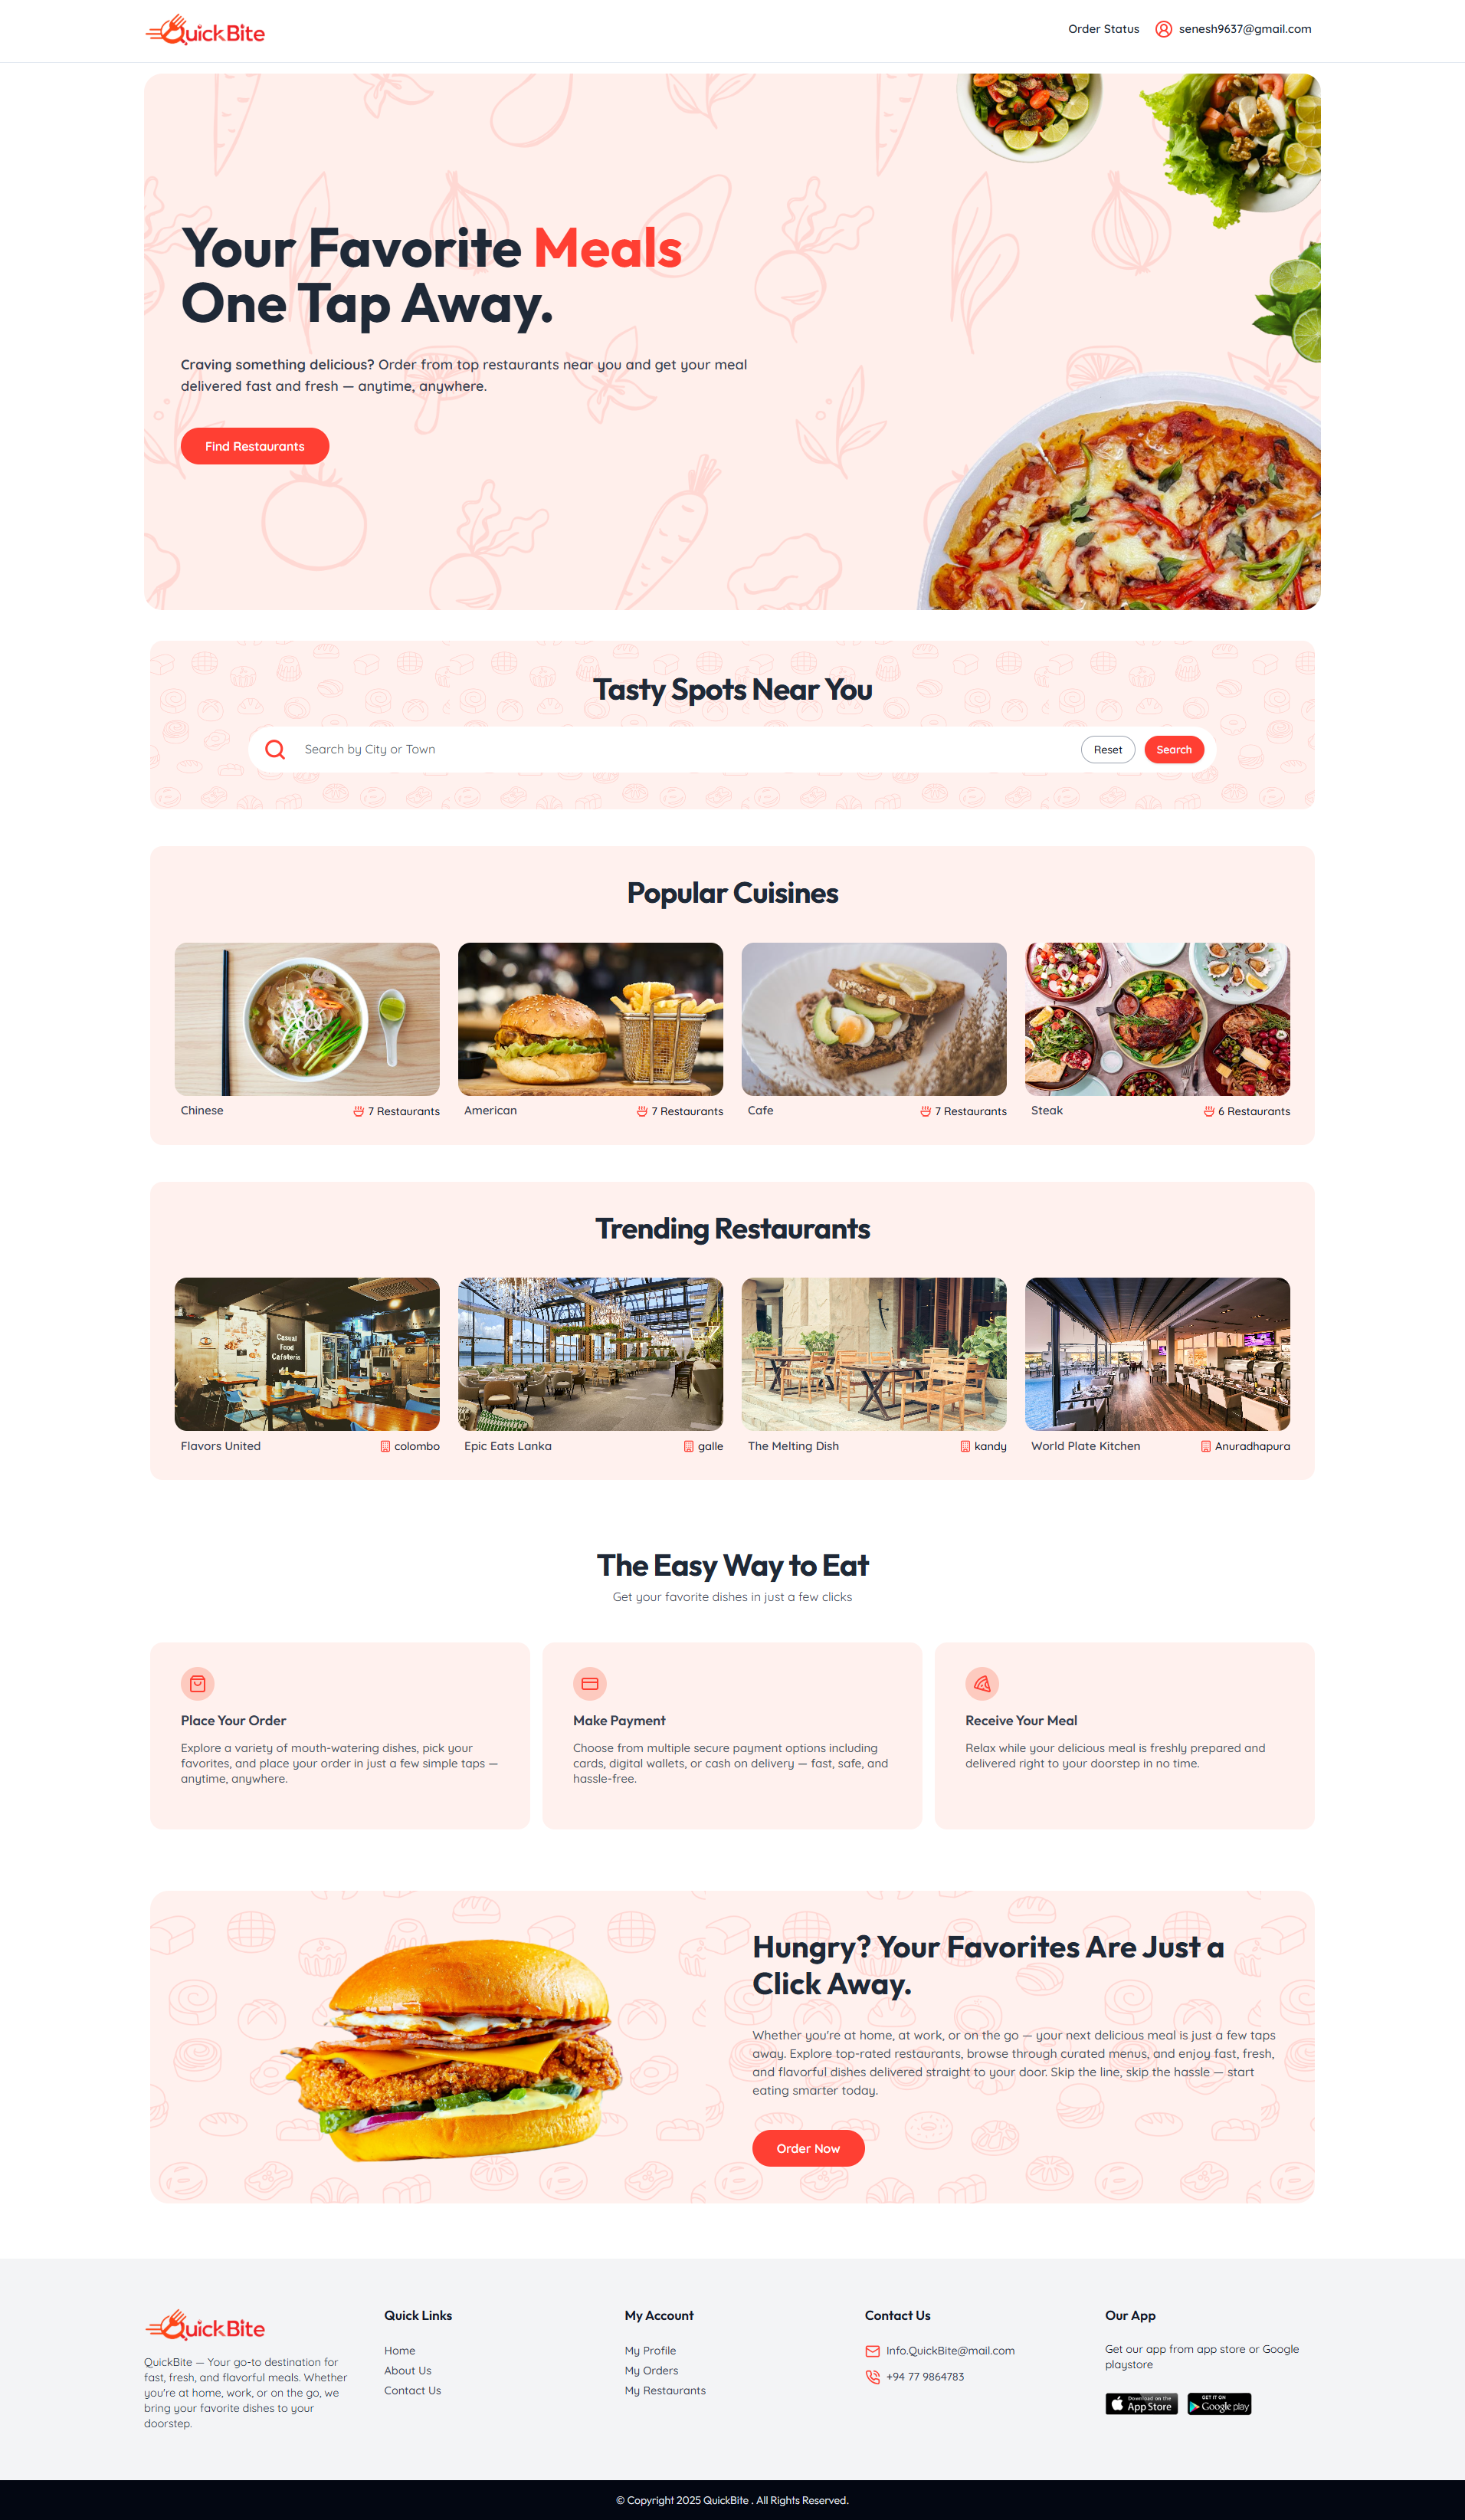 QuickBite
Order Status
senesh9637@gmail.com
Your Favorite Meals
One Tap Away.
Craving something delicious? Order from top restaurants near you and get your meal
delivered fast and fresh — anytime, anywhere.
Find Restaurants
Tasty Spots Near You
Search by City or Town
Reset
Search
Popular Cuisines
Chinese
7 Restaurants
American
7 Restaurants
Cafe
7 Restaurants
Steak
6 Restaurants
Trending Restaurants
Casual
Food
Cafeteria
Flavors United
colombo
Epic Eats Lanka
galle
The Melting Dish
kandy
World Plate Kitchen
Anuradhapura
The Easy Way to Eat
Get your favorite dishes in just a few clicks
Place Your Order
Explore a variety of mouth-watering dishes, pick your
favorites, and place your order in just a few simple taps —
anytime, anywhere.
Make Payment
Choose from multiple secure payment options including
cards, digital wallets, or cash on delivery — fast, safe, and
hassle-free.
Receive Your Meal
Relax while your delicious meal is freshly prepared and
delivered right to your doorstep in no time.
Hungry? Your Favorites Are Just a
Click Away.
Whether you're at home, at work, or on the go — your next delicious meal is just a few taps
away. Explore top-rated restaurants, browse through curated menus, and enjoy fast, fresh,
and flavorful dishes delivered straight to your door. Skip the line, skip the hassle — start
eating smarter today.
Order Now
QuickBite
QuickBite — Your go-to destination for
fast, fresh, and flavorful meals. Whether
you're at home, work, or on the go, we
bring your favorite dishes to your
doorstep.
Quick Links
Home
About Us
Contact Us
My Account
My Profile
My Orders
My Restaurants
Contact Us
Info.QuickBite@mail.com
+94 77 9864783
Our App
Get our app from app store or Google
playstore
Download on the
App Store
GET IT ON
Google play
© Copyright 2025 QuickBite . All Rights Reserved.